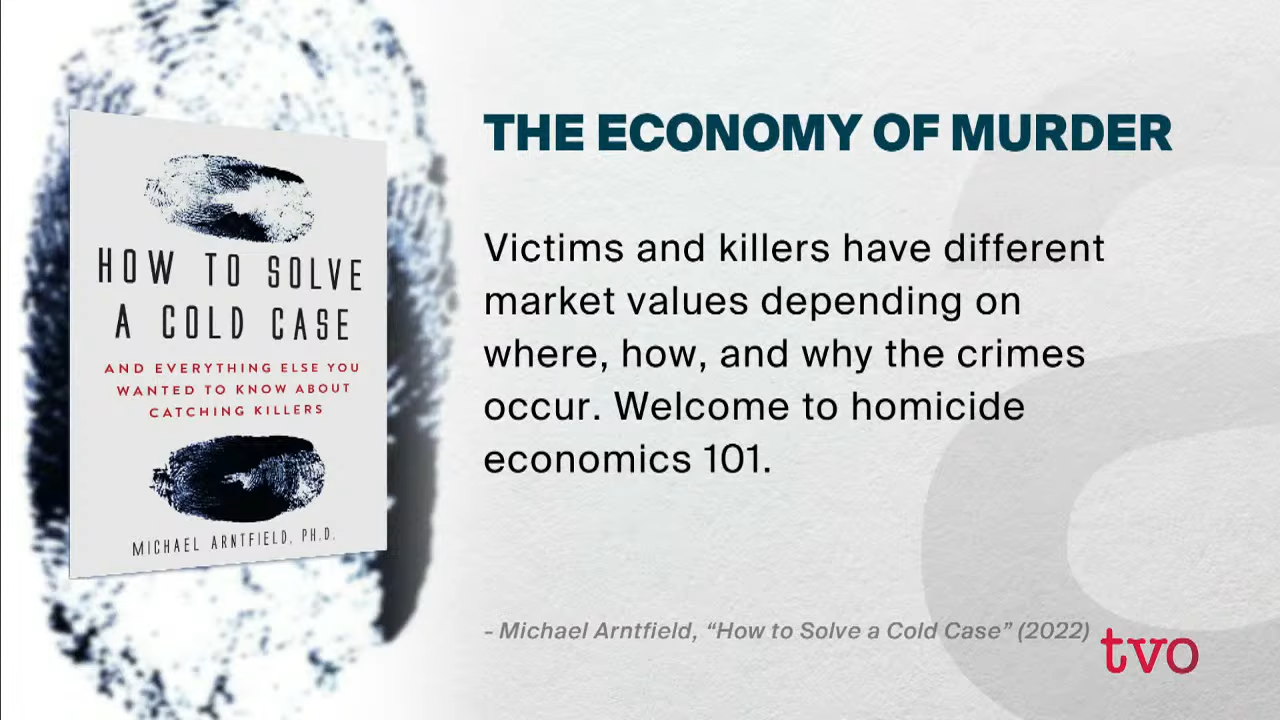 HOW TO SOLVE
A COLD CASE
AND EVERYTHING ELSE YOU
WANTED TO KNOW ABOUT
CATCHING KILLERS
MICHAEL ARNTFIELD, PH.D.
THE ECONOMY OF MURDER
Victims and killers have different
market values depending on
where, how, and why the crimes
occur. Welcome to homicide
economics 101.
- Michael Arntfield, “How to Solve a Cold Case” (2022)
tvo